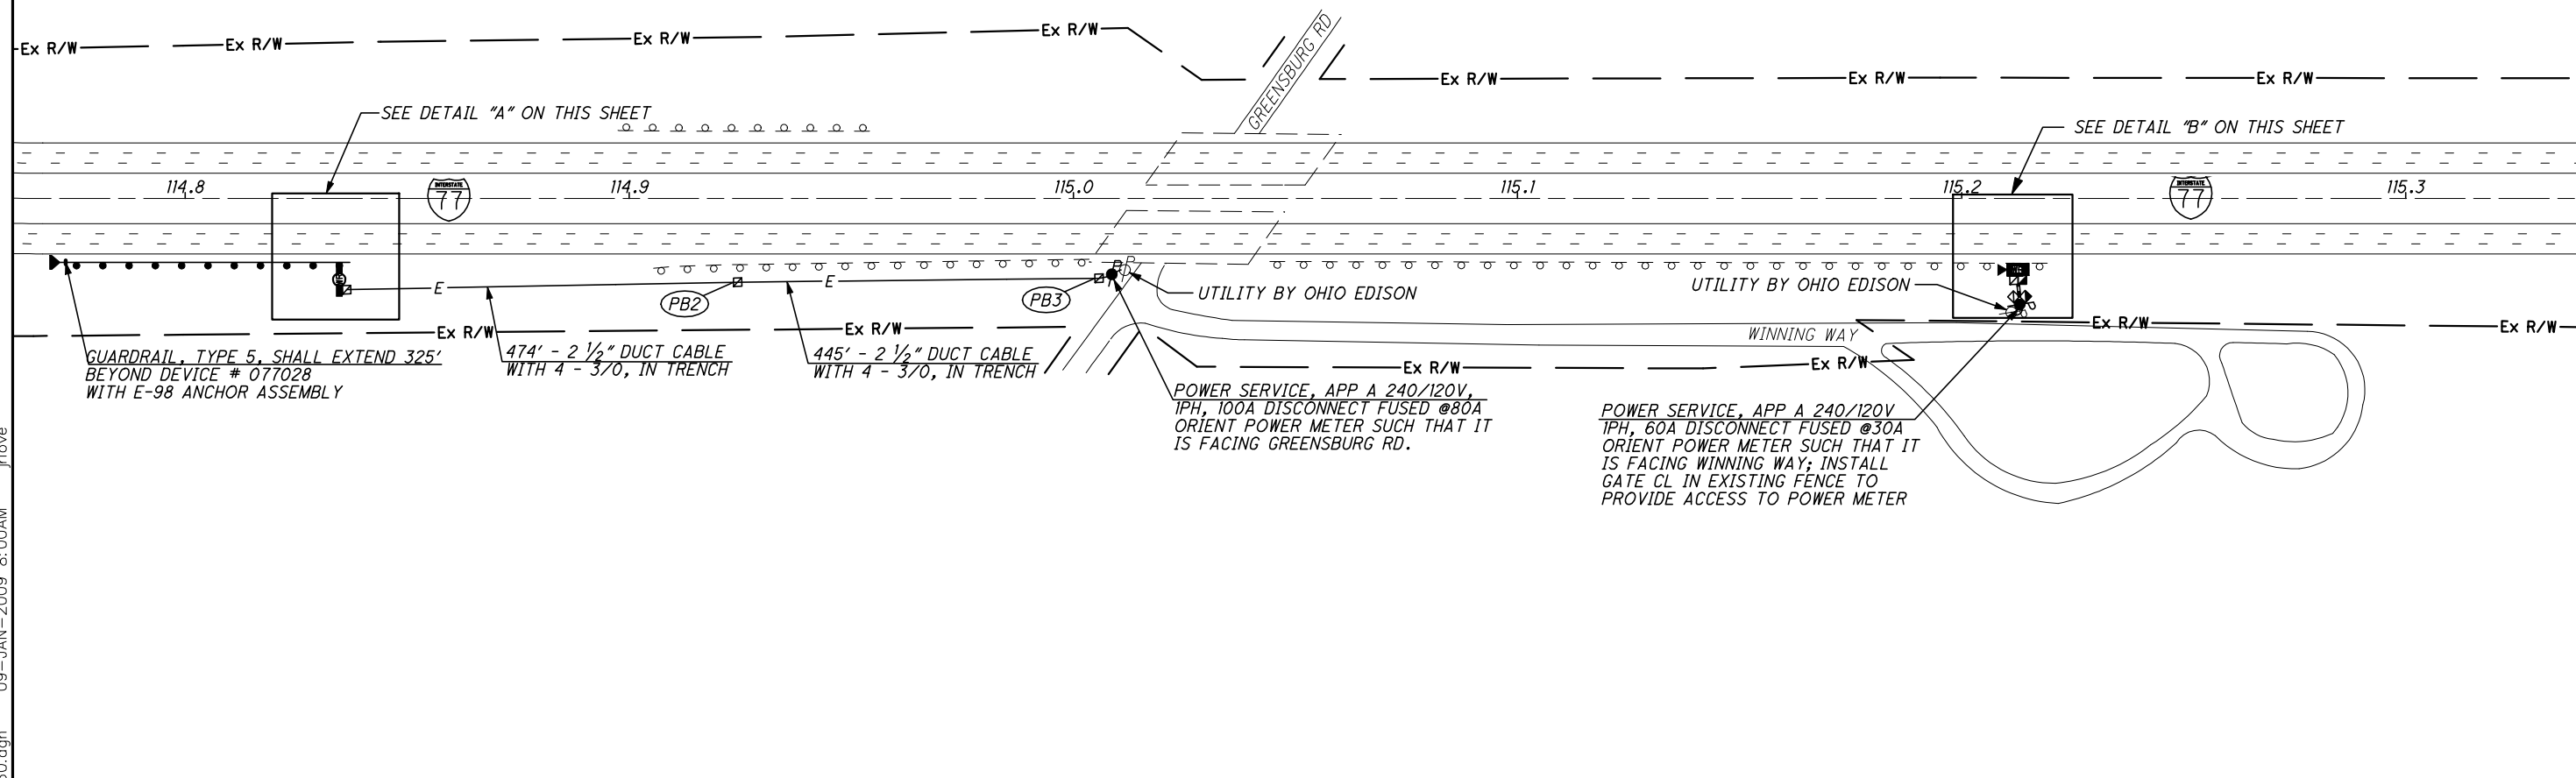 Ex R/W
Ex R/W
Ex R/W
Ex R/W
GREENSBURG RD
Ex R/W
Ex R/W
Ex R/W
SEE DETAIL "A" ON THIS SHEET
SEE DETAIL "B" ON THIS SHEET
114.8
INTERSTATE
77
114.9
115.0
115.1
115.2
INTERSTATE
77
115.3
E
PB2
E
PB3
P
P
UTILITY BY OHIO EDISON
UTILITY BY OHIO EDISON
Ex R/W
Ex R/W
WINNING WAY
Ex R/W
Ex R/W
Ex R/W
Ex R/W
GUARDRAIL, TYPE 5, SHALL EXTEND 325'
BEYOND DEVICE # 077028
WITH E-98 ANCHOR ASSEMBLY
474' - 2 1/2" DUCT CABLE
WITH 4 - 3/0, IN TRENCH
445' - 2 1/2" DUCT CABLE
WITH 4 - 3/0, IN TRENCH
POWER SERVICE, APP A 240/120V,
1PH, 100A DISCONNECT FUSED @80A
ORIENT POWER METER SUCH THAT IT
IS FACING GREENSBURG RD.
POWER SERVICE, APP A 240/120V
1PH, 60A DISCONNECT FUSED @30A
ORIENT POWER METER SUCH THAT IT
IS FACING WINNING WAY; INSTALL
GATE CL IN EXISTING FENCE TO
PROVIDE ACCESS TO POWER METER
09-JAN-2009 8:00AM